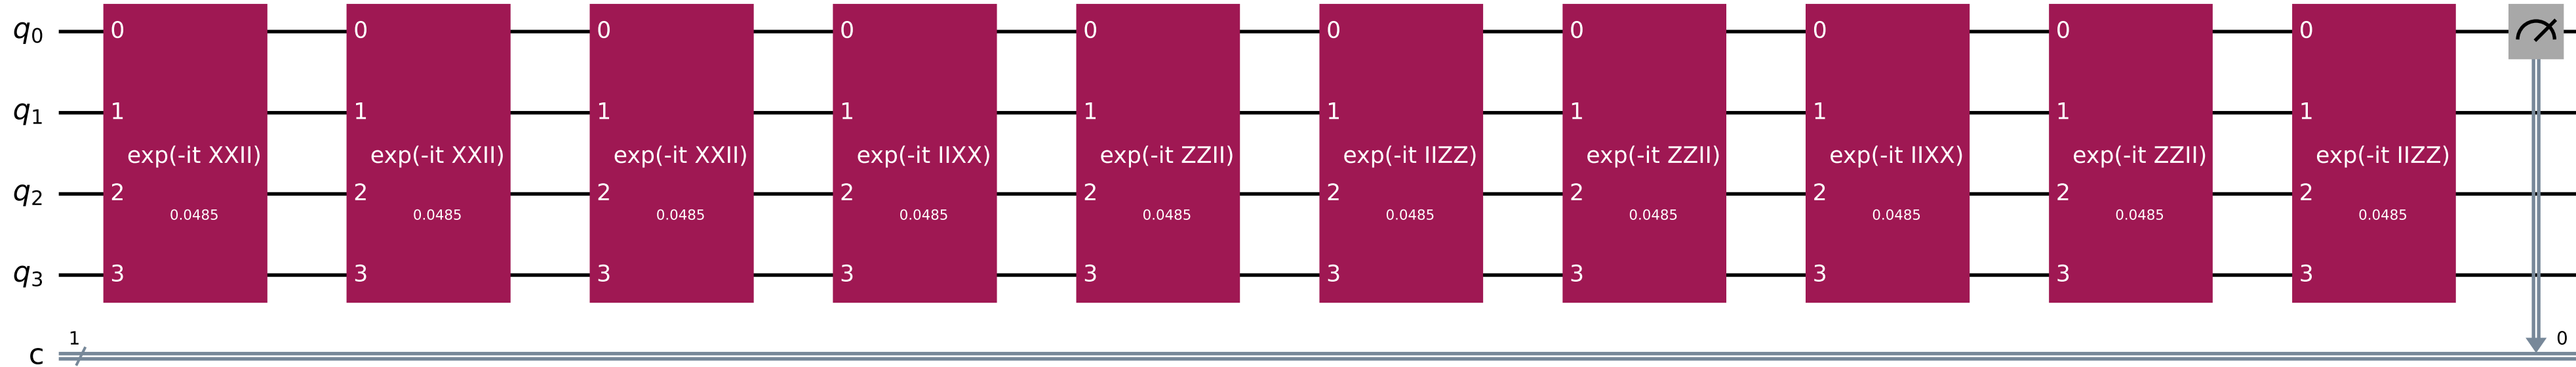 q0 0 0 0 0 0 0 0 0 0 0
q1 1 1 1 1 1 1 1 1 1 1
exp(-it XXII) exp(-it XXII) exp(-it XXII) exp(-it IIXX) exp(-it ZZII) exp(-it IIZZ) exp(-it ZZII) exp(-it IIXX) exp(-it ZZII) exp(-it IIZZ)
q2 2 2 2 2 2 2 2 2 2 2
0.0485 0.0485 0.0485 0.0485 0.0485 0.0485 0.0485 0.0485 0.0485 0.0485
q3 3 3 3 3 3 3 3 3 3 3
1 0
c